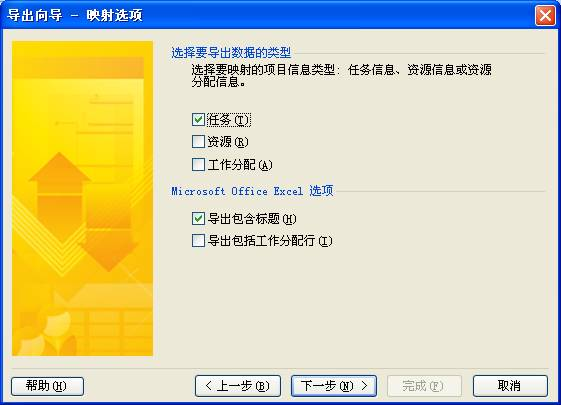 导出向导 - 映射选项
选择要导出数据的类型
选择要映射的项目信息类型: 任务信息、资源信息或资源
分配信息。
任务(T)
资源(R)
工作分配(A)
Microsoft Office Excel 选项
导出包含标题(H)
导出包括工作分配行(I)
帮助(H)
< 上一步(B)
下一步(N) >
完成(F)
取消